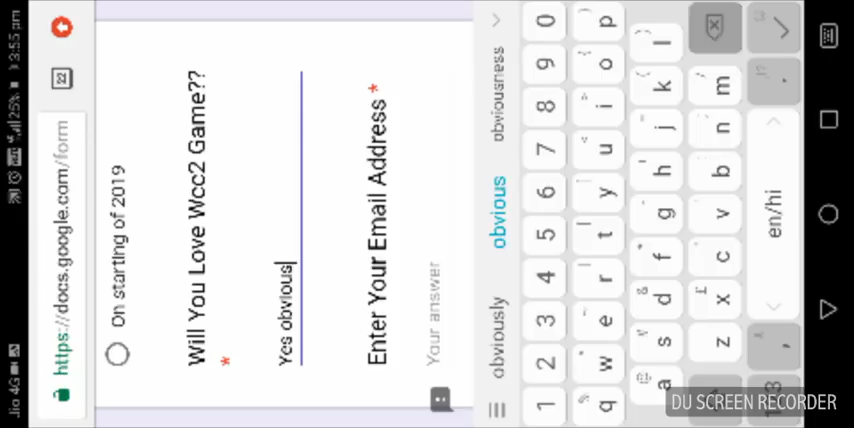 Jio 4G 25% 3:55 pm
https://docs.google.com/form 22
On starting of 2019
Will You Love Wcc2 Game??
*
Yes obvious
Enter Your Email Address *
Your answer
obviously obvious obviousness
1 2 3 4 5 6 7 8 9 0
q w e r t y u i o p
a s d f g h j k l
z x c v b n m
, en/hi .
DU SCREEN RECORDER